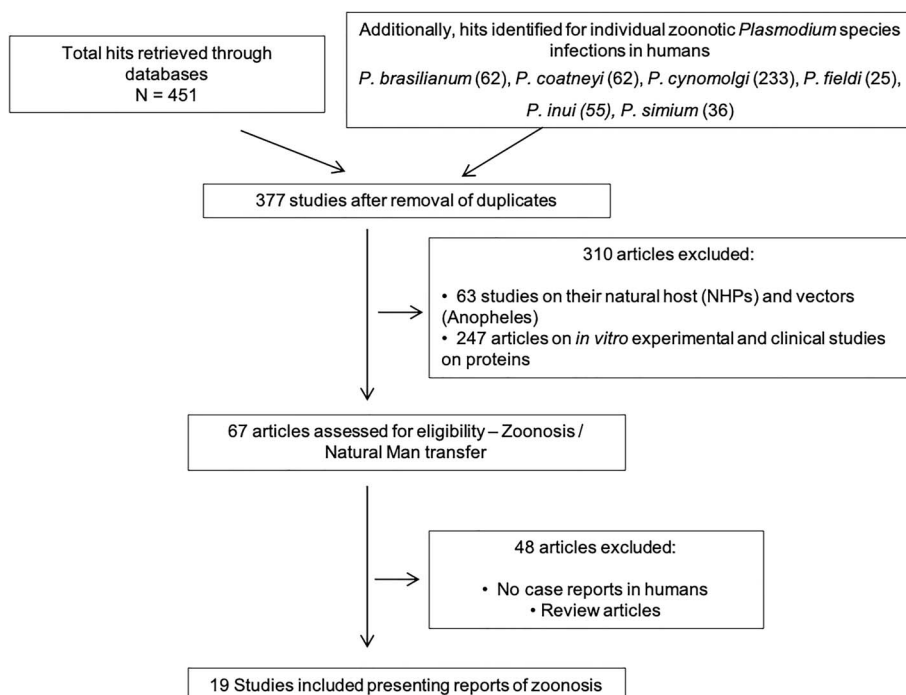 Total hits retrieved through
databases
N = 451
Additionally, hits identified for individual zoonotic Plasmodium species
infections in humans
P. brasilianum (62), P. coatneyi (62), P. cynomolgi (233), P. fieldi (25),
P. inui (55), P. simium (36)
377 studies after removal of duplicates
310 articles excluded:
• 63 studies on their natural host (NHPs) and vectors
(Anopheles)
• 247 articles on in vitro experimental and clinical studies
on proteins
67 articles assessed for eligibility – Zoonosis /
Natural Man transfer
48 articles excluded:
• No case reports in humans
• Review articles
19 Studies included presenting reports of zoonosis